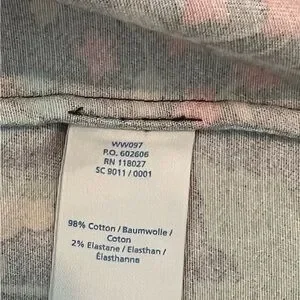 WW097
P.O. 602606
RN 118027
SC 9011 / 0001
98% Cotton / Baumwolle /
Coton
2% Elastane / Elasthan /
Élasthanne